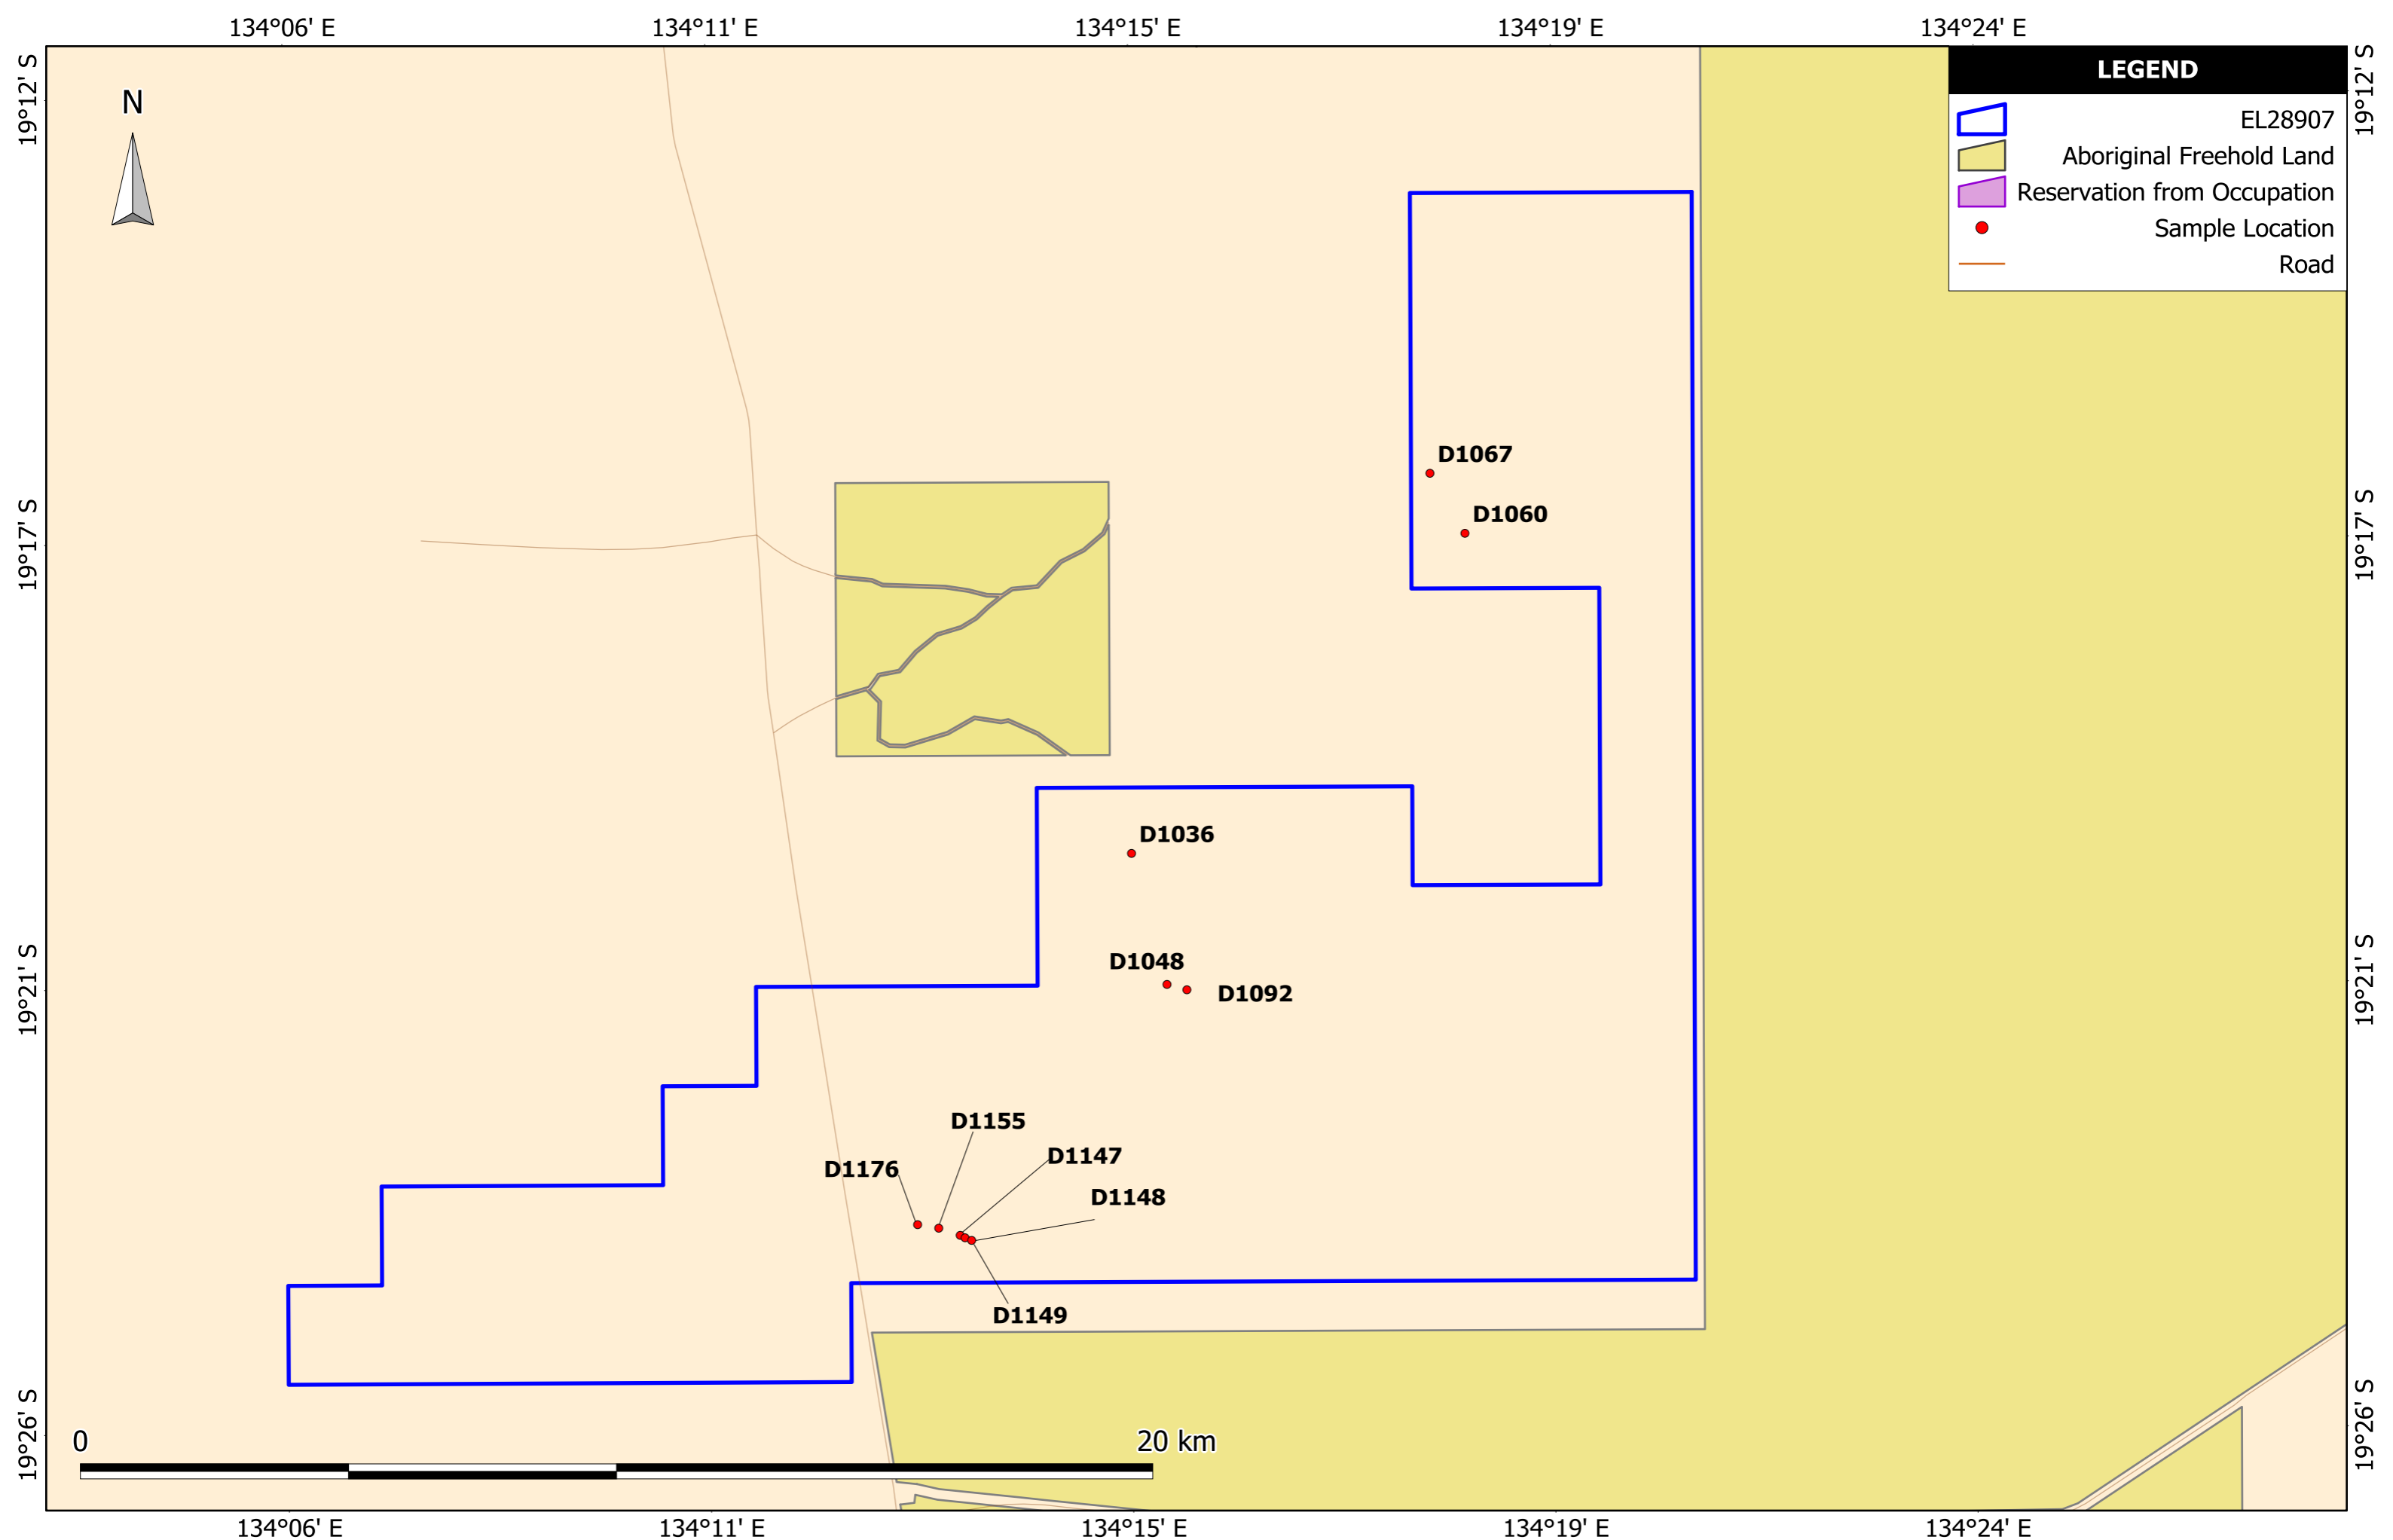 134°06' E
134°11' E
134°15' E
134°19' E
134°24' E
19°12' S
19°12' S
LEGEND
N
EL28907
Aboriginal Freehold Land
Reservation from Occupation
Sample Location
Road
D1067
D1060
19°17' S
19°17' S
D1036
D1048
D1092
19°21' S
19°21' S
D1155
D1147
D1176
D1148
D1149
19°26' S
19°26' S
0
20 km
134°06' E
134°11' E
134°15' E
134°19' E
134°24' E